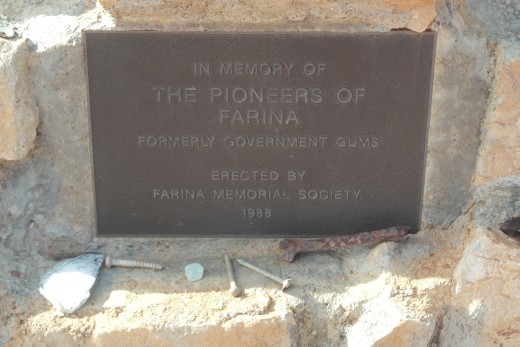 IN MEMORY OF
THE PIONEERS OF
FARINA
FORMERLY GOVERNMENT GUMS
ERECTED BY
FARINA MEMORIAL SOCIETY.
1988